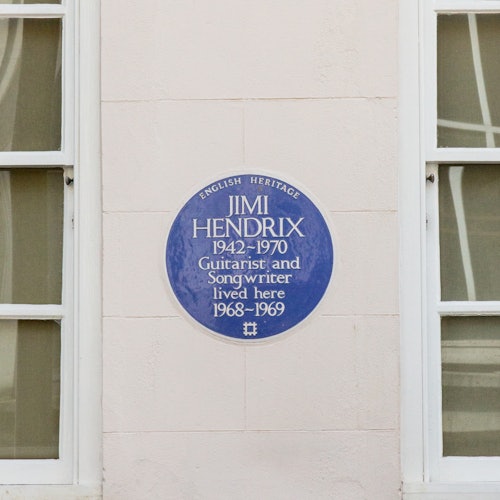 ENGLISH HERITAGE
JIMI
HENDRIX
1942~1970
Guitarist and
Songwriter
lived here
1968~1969